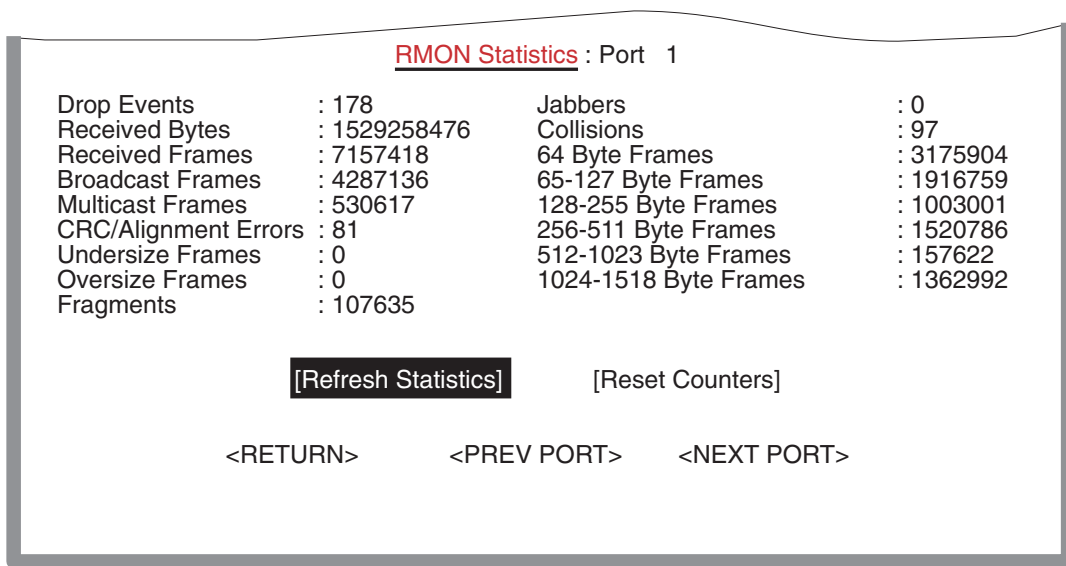 RMON Statistics : Port 1
Drop Events : 178 Jabbers : 0
Received Bytes : 1529258476 Collisions : 97
Received Frames : 7157418 64 Byte Frames : 3175904
Broadcast Frames : 4287136 65-127 Byte Frames : 1916759
Multicast Frames : 530617 128-255 Byte Frames : 1003001
CRC/Alignment Errors : 81 256-511 Byte Frames : 1520786
Undersize Frames : 0 512-1023 Byte Frames : 157622
Oversize Frames : 0 1024-1518 Byte Frames : 1362992
Fragments : 107635
[Refresh Statistics] [Reset Counters]
<RETURN> <PREV PORT> <NEXT PORT>